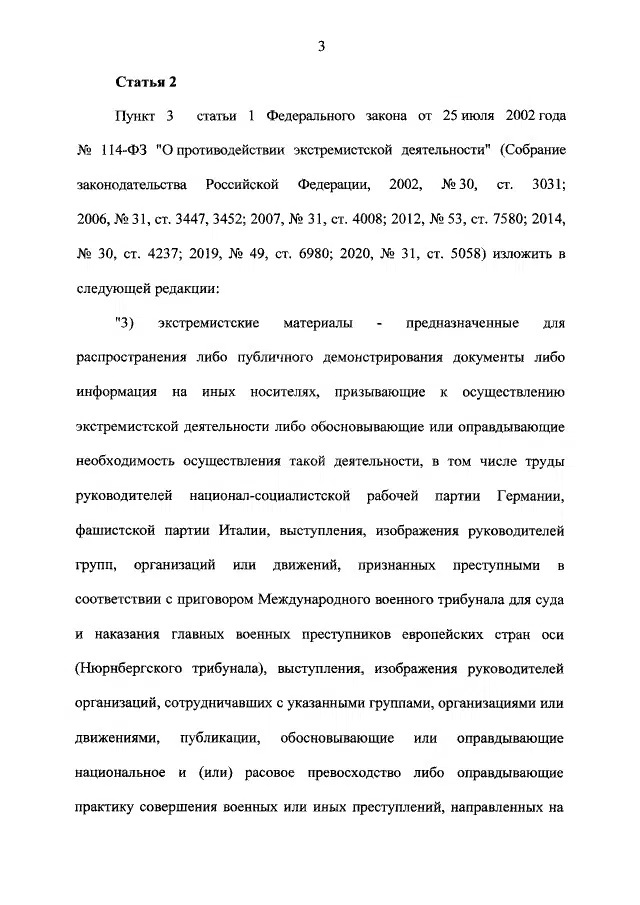 3
Статья 2
Пункт 3 статьи 1 Федерального закона от 25 июля 2002 года
№ 114-ФЗ "О противодействии экстремистской деятельности" (Собрание
законодательства Российской Федерации, 2002, № 30, ст. 3031;
2006, № 31, ст. 3447, 3452; 2007, № 31, ст. 4008; 2012, № 53, ст. 7580; 2014,
№ 30, ст. 4237; 2019, № 49, ст. 6980; 2020, № 31, ст. 5058) изложить в
следующей редакции:
"3) экстремистские материалы - предназначенные для
распространения либо публичного демонстрирования документы либо
информация на иных носителях, призывающие к осуществлению
экстремистской деятельности либо обосновывающие или оправдывающие
необходимость осуществления такой деятельности, в том числе труды
руководителей национал-социалистской рабочей партии Германии,
фашистской партии Италии, выступления, изображения руководителей
групп, организаций или движений, признанных преступными в
соответствии с приговором Международного военного трибунала для суда
и наказания главных военных преступников европейских стран оси
(Нюрнбергского трибунала), выступления, изображения руководителей
организаций, сотрудничавших с указанными группами, организациями или
движениями, публикации, обосновывающие или оправдывающие
национальное и (или) расовое превосходство либо оправдывающие
практику совершения военных или иных преступлений, направленных на